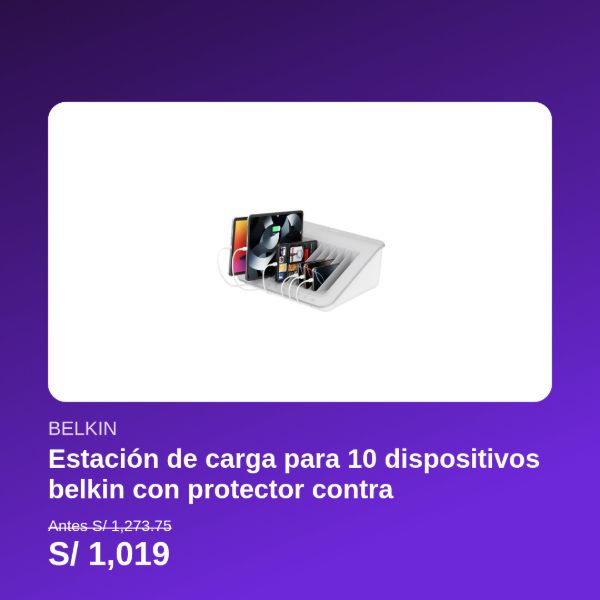 BELKIN
Estación de carga para 10 dispositivos
belkin con protector contra
Antes S/ 1,273.75
S/ 1,019